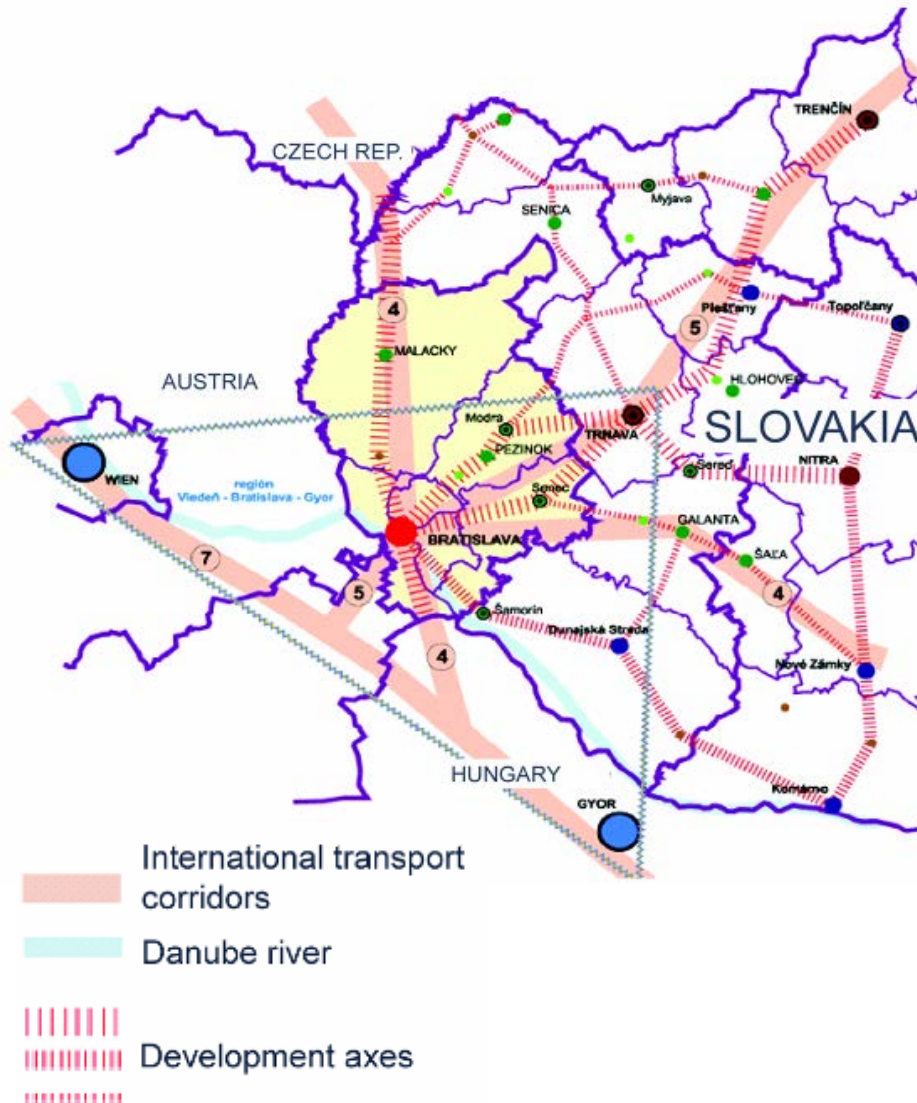 TRENČÍN
CZECH REP.
Myjava
SENICA
Piešťany
Topoľčany
4
5
MALACKY
AUSTRIA
HLOHOVEC
Modra
TRNAVA
SLOVAKIA
PEZINOK
Sereď
NITRA
WIEN
región
Viedeň - Bratislava - Gyor
Senec
GALANTA
BRATISLAVA
ŠAĽA
7
5
4
Šamorín
Dunajská Streda
4
Nové Zámky
HUNGARY
Komárno
GYOR
International transport
corridors
Danube river
Development axes